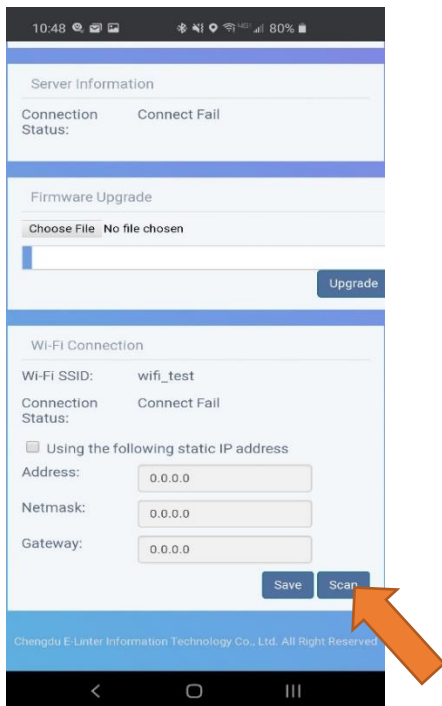 10:48 80%
Server Information
Connection Status: Connect Fail
Firmware Upgrade
Choose File No file chosen
Upgrade
Wi-Fi Connection
Wi-Fi SSID: wifi_test
Connection Status: Connect Fail
Using the following static IP address
Address: 0.0.0.0
Netmask: 0.0.0.0
Gateway: 0.0.0.0
Save Scan
Chengdu E-Linter Information Technology Co., Ltd. All Right Reserved